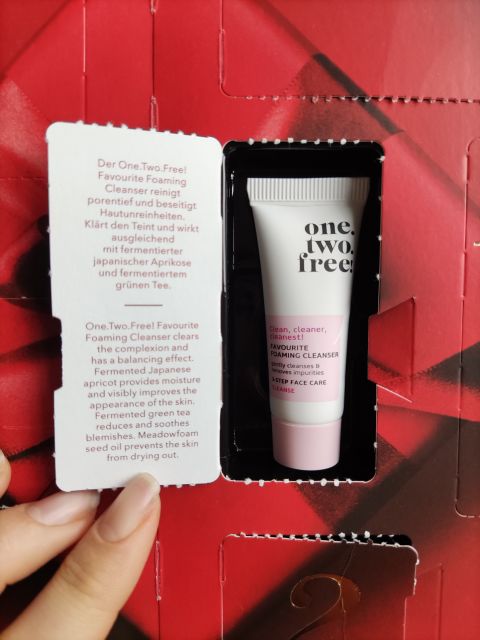 Der One.Two.Free!
Favourite Foaming
Cleanser reinigt
porentief und beseitigt
Hautunreinheiten.
Klärt den Teint und wirkt
ausgleichend
mit fermentierter
japanischer Aprikose
und fermentiertem
grünen Tee.
One.Two.Free! Favourite
Foaming Cleanser clears
the complexion and
has a balancing effect.
Fermented Japanese
apricot provides moisture
and visibly improves the
appearance of the skin.
Fermented green tea
reduces and soothes
blemishes. Meadowfoam
seed oil prevents the skin
from drying out.
one.
two.
free!
Clean, cleaner,
cleanest!
FAVOURITE
FOAMING CLEANSER
gently cleanses &
removes impurities
3-STEP FACE CARE
CLEANSE
2